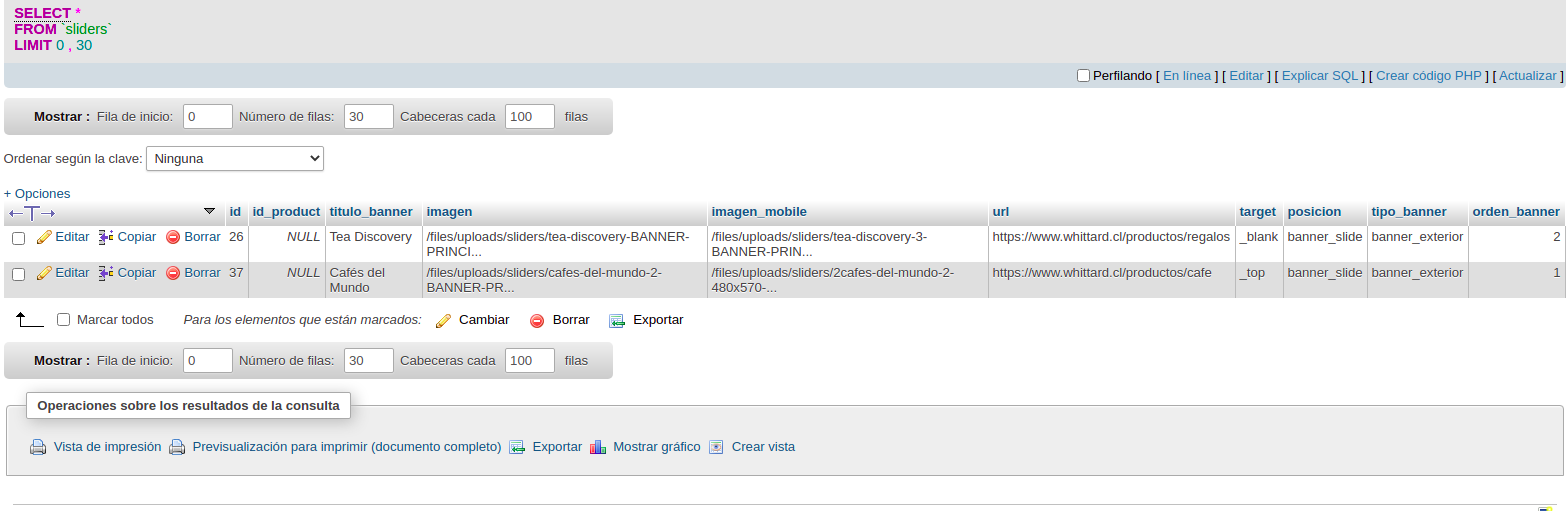 SELECT *
FROM `sliders`
LIMIT 0 , 30
Perfilando [ En línea ] [ Editar ] [ Explicar SQL ] [ Crear código PHP ] [ Actualizar ]
Mostrar : Fila de inicio: 0 Número de filas: 30 Cabeceras cada 100 filas
Ordenar según la clave: Ninguna
+ Opciones
id id_product titulo_banner imagen imagen_mobile url target posicion tipo_banner orden_banner
Editar Copiar Borrar 26 NULL Tea Discovery /files/uploads/sliders/tea-discovery-BANNER- /files/uploads/sliders/tea-discovery-3- https://www.whittard.cl/productos/regalos _blank banner_slide banner_exterior 2
PRINCI... BANNER-PRIN...
Editar Copiar Borrar 37 NULL Cafés del /files/uploads/sliders/cafes-del-mundo-2- /files/uploads/sliders/2cafes-del-mundo-2- https://www.whittard.cl/productos/cafe _top banner_slide banner_exterior 1
Mundo BANNER-PR... 480x570-...
Marcar todos Para los elementos que están marcados: Cambiar Borrar Exportar
Mostrar : Fila de inicio: 0 Número de filas: 30 Cabeceras cada 100 filas
Operaciones sobre los resultados de la consulta
Vista de impresión Previsualización para imprimir (documento completo) Exportar Mostrar gráfico Crear vista